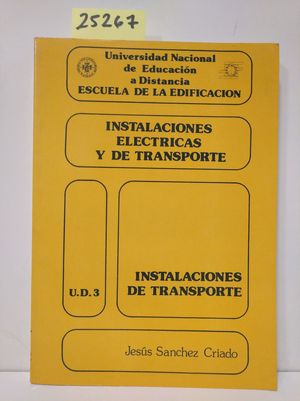 25267
Universidad Nacional
de Educación
a Distancia
ESCUELA DE LA EDIFICACION
INSTALACIONES
ELECTRICAS
Y DE TRANSPORTE
U.D.3
INSTALACIONES
DE TRANSPORTE
Jesús Sanchez Criado